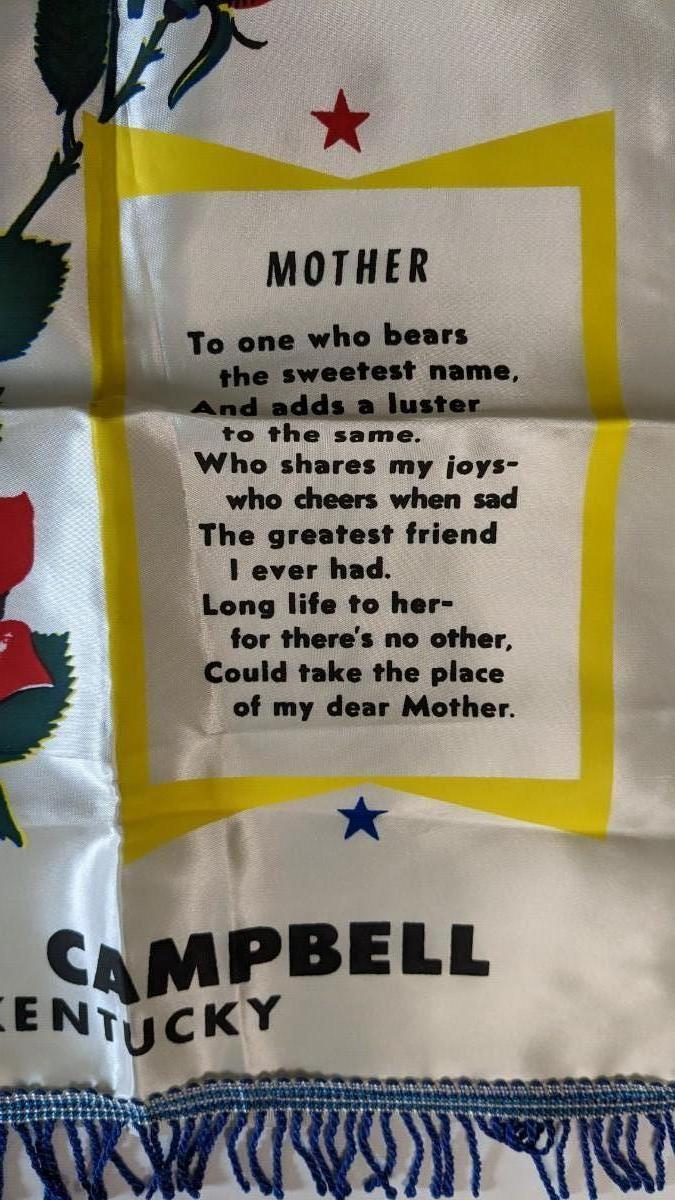 MOTHER
To one who bears
the sweetest name,
And adds a luster
to the same.
Who shares my joys-
who cheers when sad
The greatest friend
I ever had.
Long life to her-
for there's no other,
Could take the place
of my dear Mother.
CAMPBELL
KENTUCKY